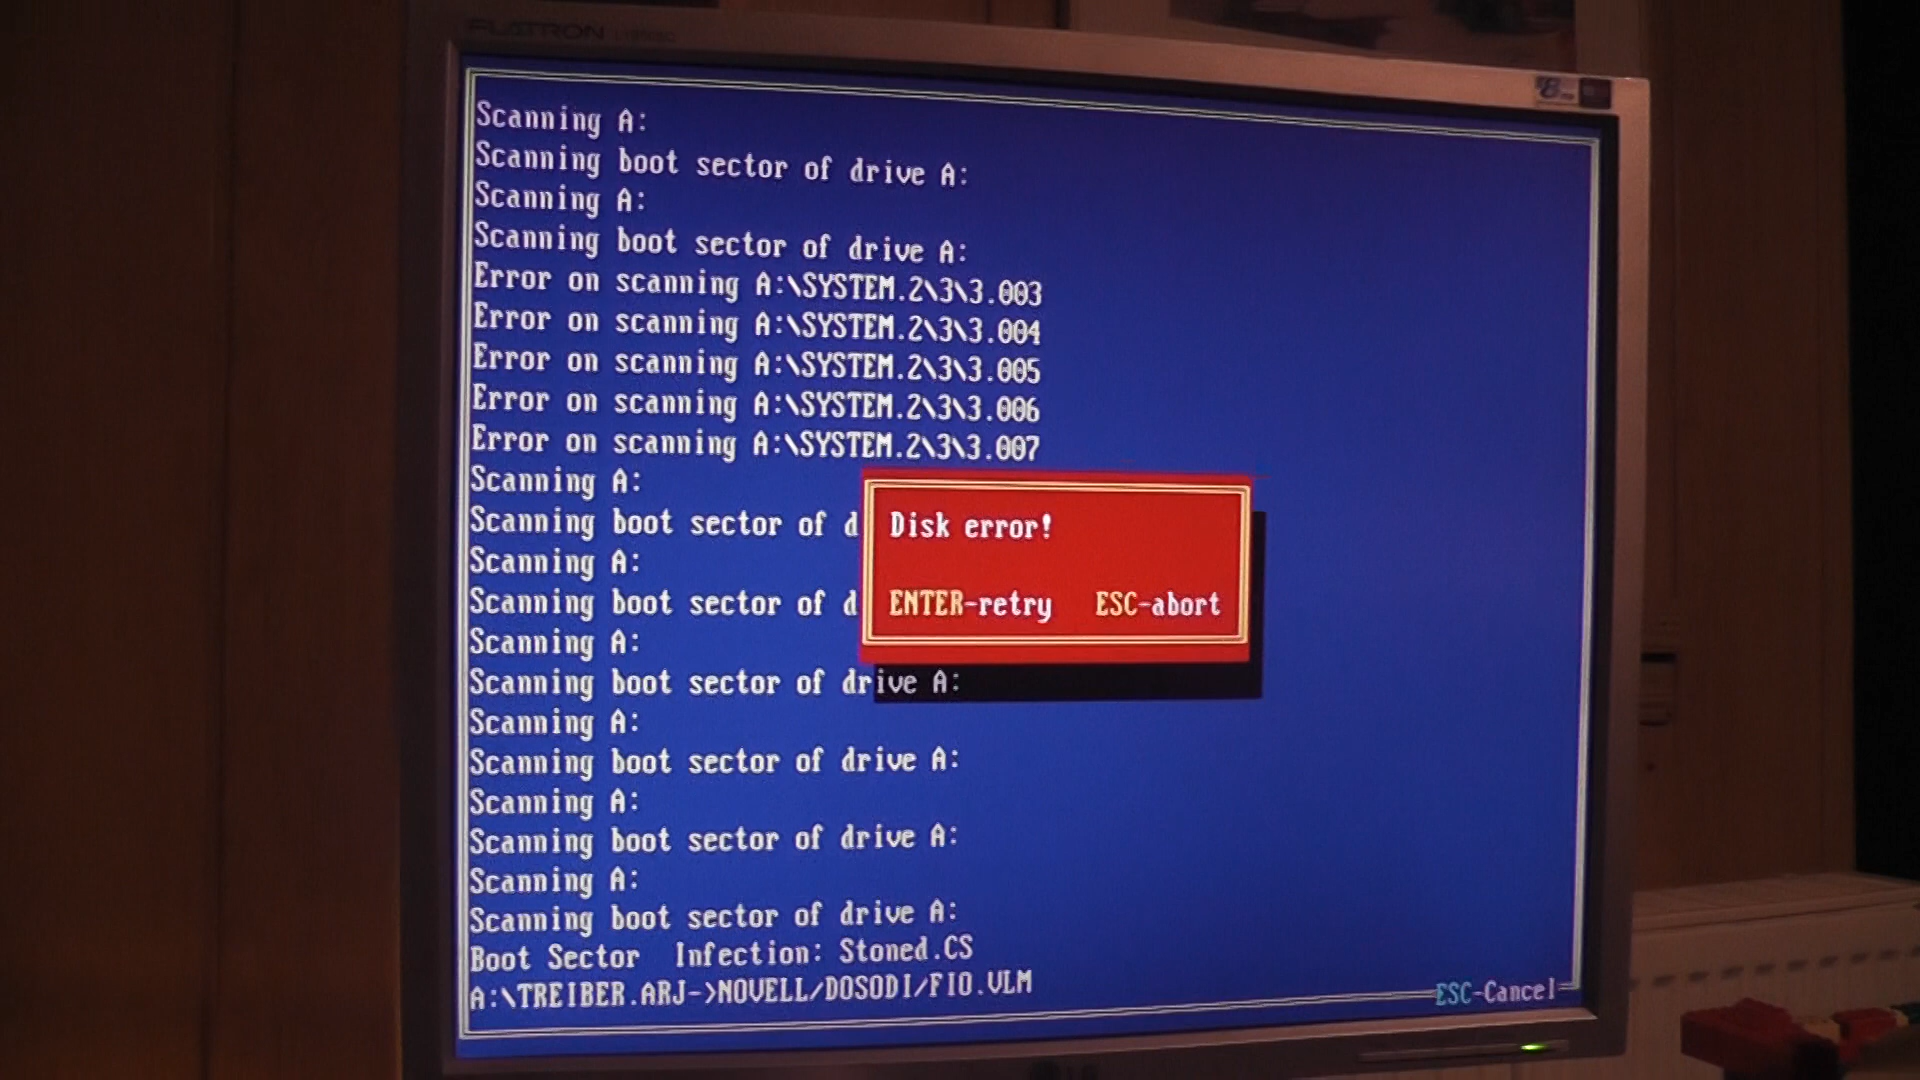 FLATRON
Scanning A:
Scanning boot sector of drive A:
Scanning A:
Scanning boot sector of drive A:
Error on scanning A:\SYSTEM.2\3\3.003
Error on scanning A:\SYSTEM.2\3\3.004
Error on scanning A:\SYSTEM.2\3\3.005
Error on scanning A:\SYSTEM.2\3\3.006
Error on scanning A:\SYSTEM.2\3\3.007
Scanning A:
Scanning boot sector of d
Disk error!
Scanning A:
Scanning boot sector of d
ENTER-retry ESC-abort
Scanning A:
Scanning boot sector of drive A:
Scanning A:
Scanning boot sector of drive A:
Scanning A:
Scanning boot sector of drive A:
Scanning A:
Scanning boot sector of drive A:
Boot Sector Infection: Stoned.CS
A:\TREIBER.ARJ->NOVELL/DOSODI/FIO.VLM
ESC-Cancel